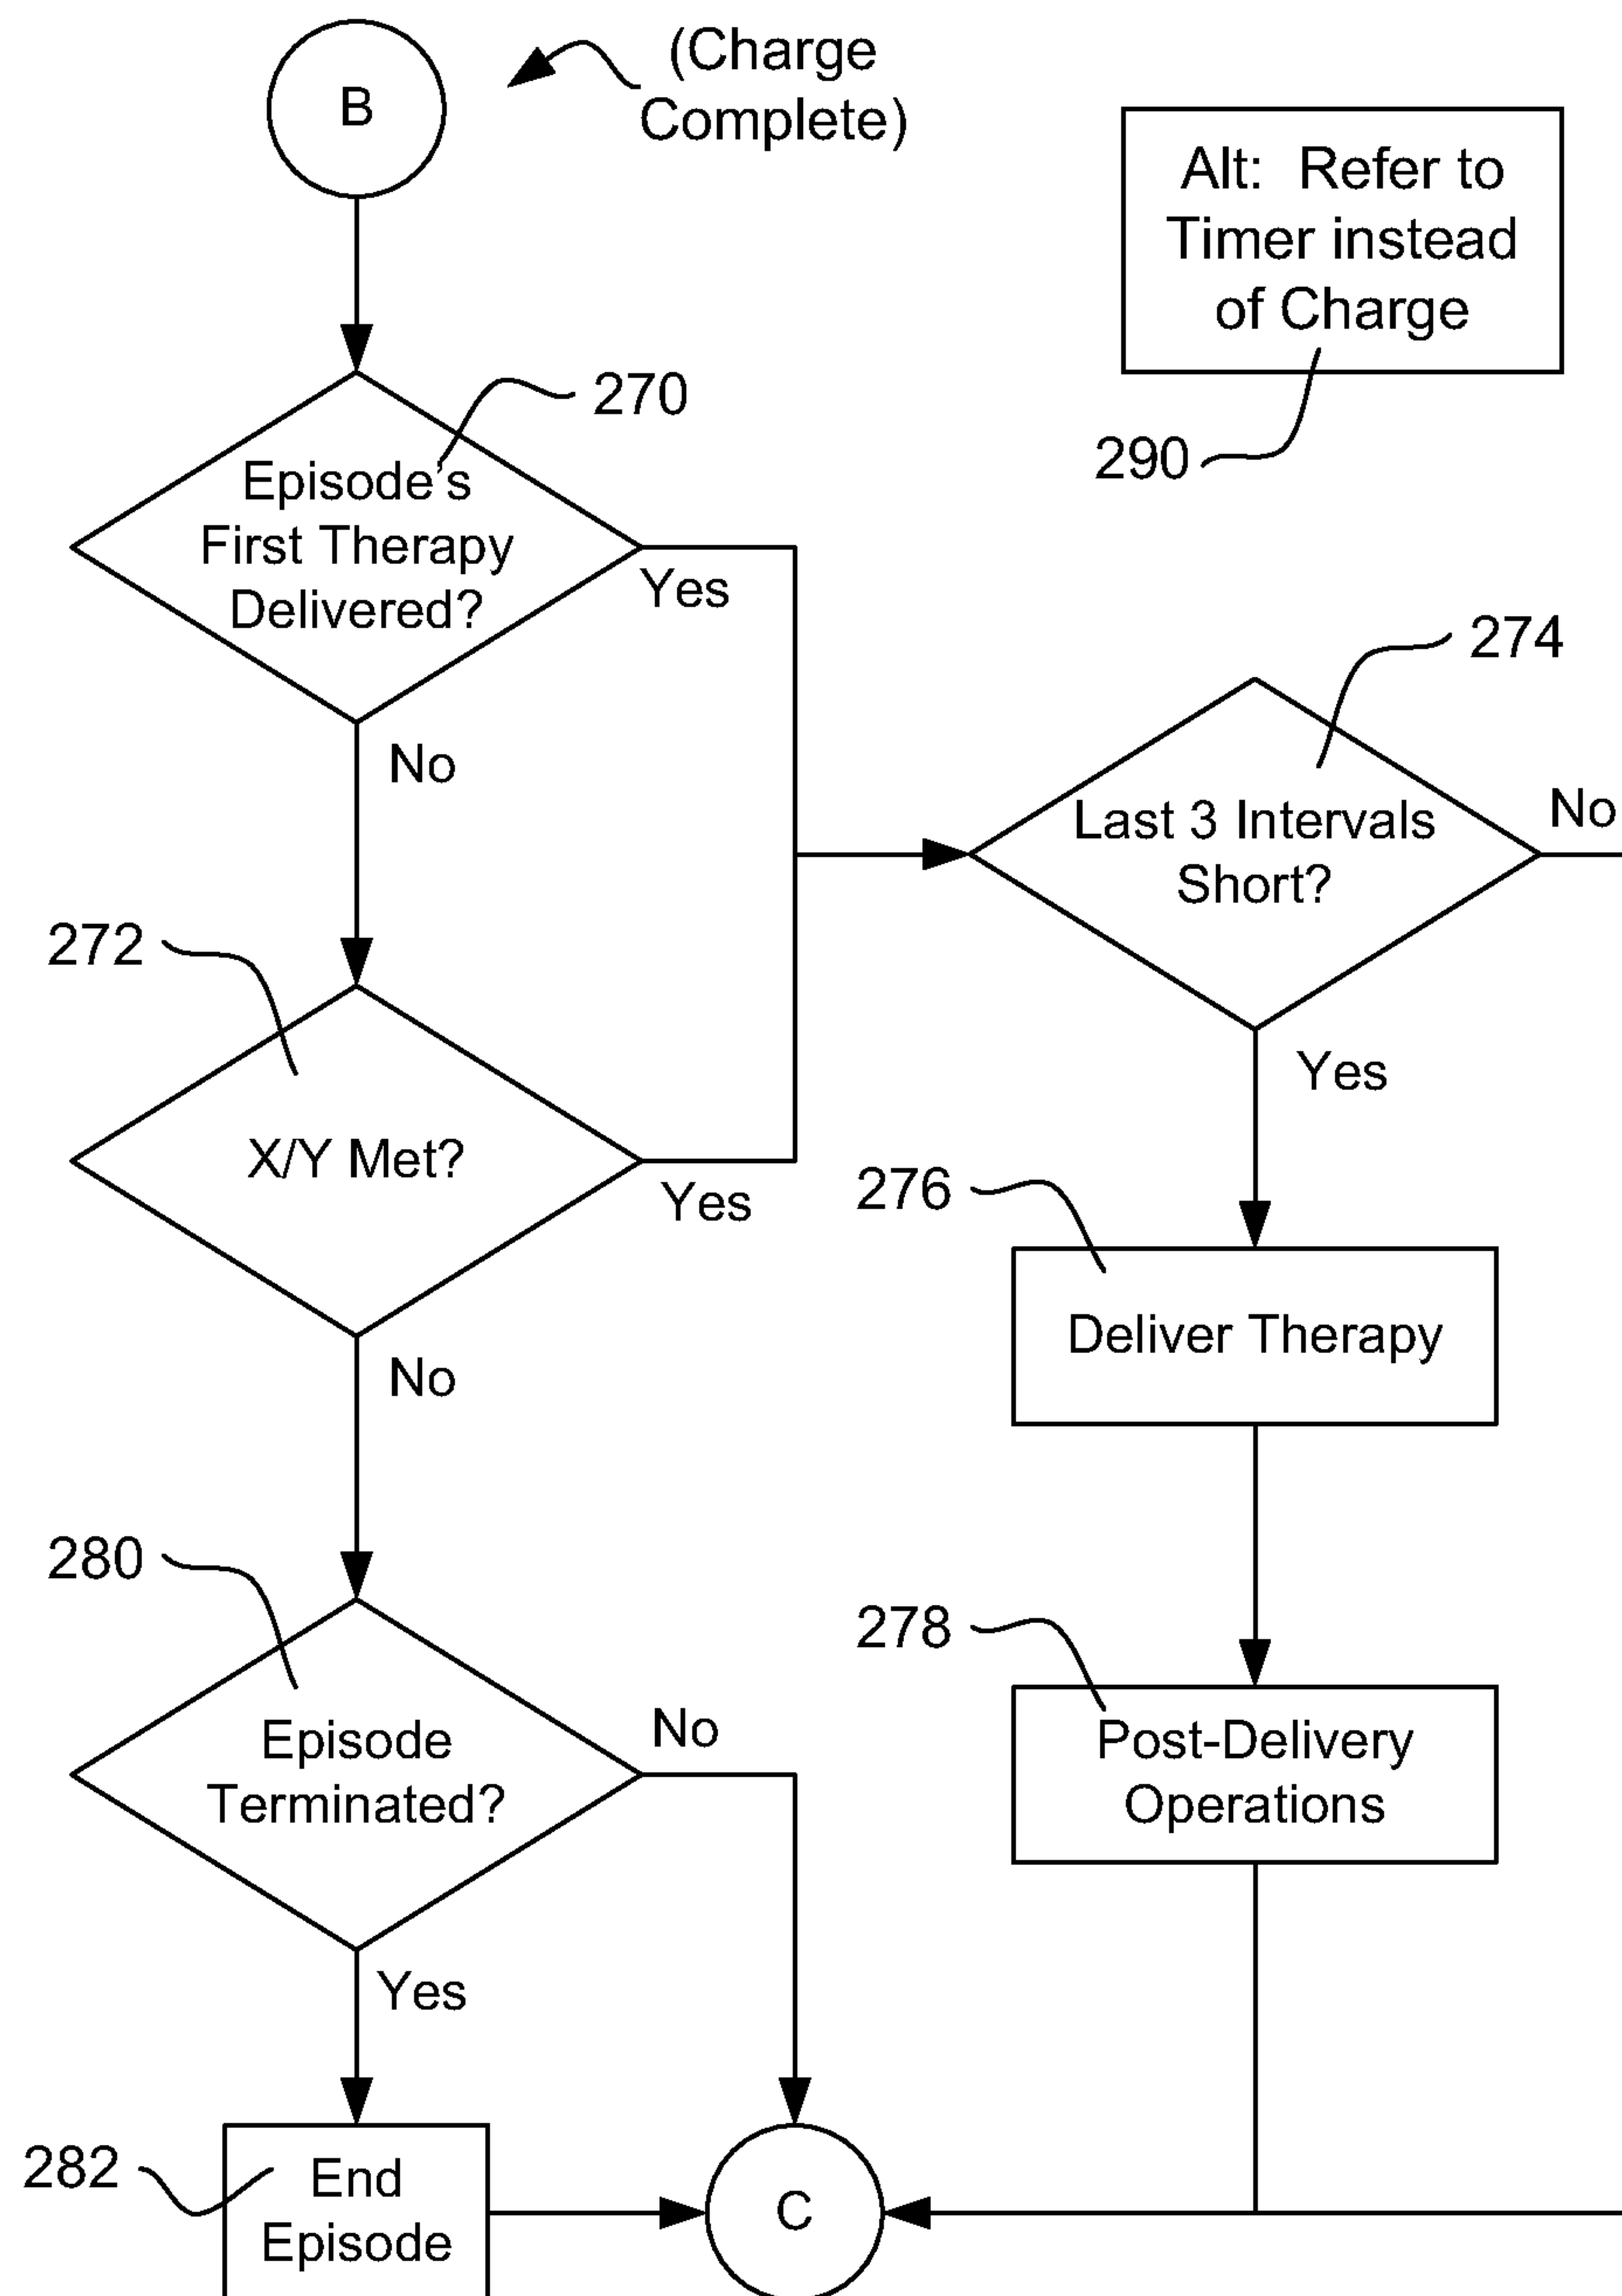 B
(Charge
Complete)
Alt: Refer to
Timer instead
of Charge
290
270
Episode's
First Therapy
Delivered?
Yes
No
274
Last 3 Intervals
Short?
No
Yes
272
X/Y Met?
Yes
No
276
Deliver Therapy
278
Post-Delivery
Operations
280
Episode
Terminated?
No
Yes
282
End
Episode
C